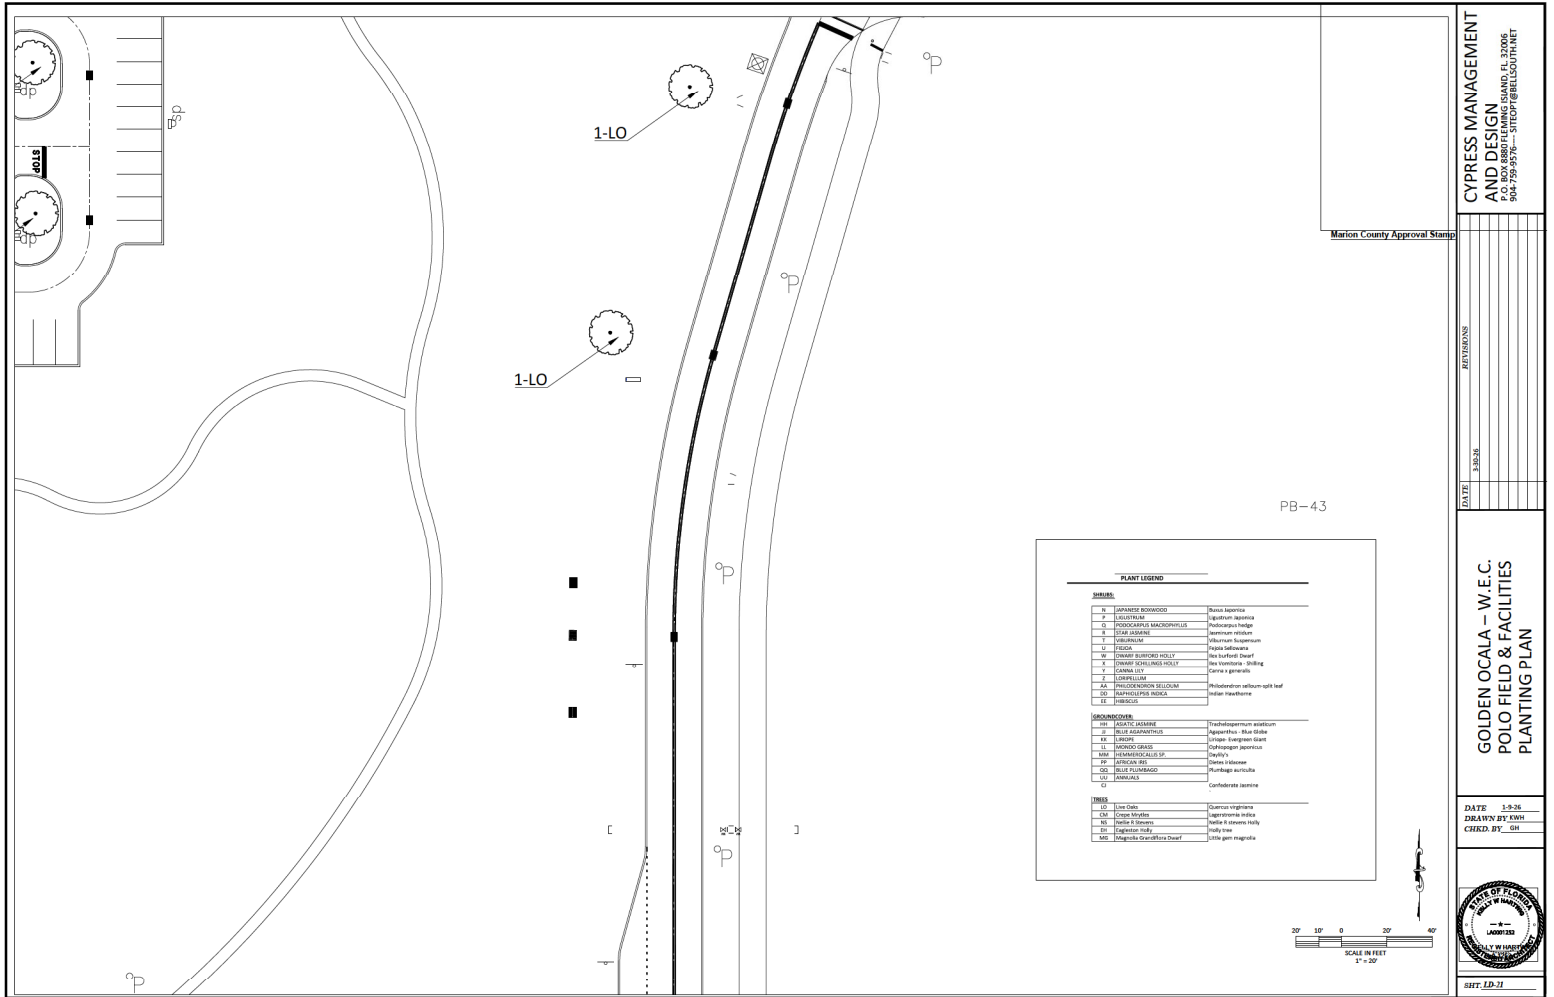 STOP
dsp
1-LO
1-LO
P
P
P
P
P
PB-43
Marion County Approval Stamp
PLANT LEGEND
SHRUBS:
N JAPANESE BOXWOOD Buxus Japonica
P LIGUSTRUM Ligustrum Japonica
Q PODOCARPUS MACROPHYLUS Podocarpus hedge
R STAR JASMINE Jasminum nitidum
T VIBURNUM Viburnum Suspensum
U FIEJOA Fejoia Sellowana
W DWARF BURFORD HOLLY Ilex burfordi Dwarf
X DWARF SCHILLINGS HOLLY Ilex Vomitoria - Shilling
Y CANNA LILY Canna x generalis
Z LORIPELLUM
AA PHILODENDRON SELLOUM Philodendron selloum-split leaf
DD RAPHIOLEPSIS INDICA Indian Hawthorne
EE HIBISCUS
GROUNDCOVER:
HH ASIATIC JASMINE Trachelospermum asiaticum
JJ BLUE AGAPANTHUS Agapanthus - Blue Globe
KK LIRIOPE Liriope- Evergreen Giant
LL MONDO GRASS Ophiopogon japonicus
MM HEMMEROCALLIS SP. Daylily's
PP AFRICAN IRIS Dietes iridaceae
QQ BLUE PLUMBAGO Plumbago auriculta
UU ANNUALS
CJ Confederate Jasmine
TREES
LO Live Oaks Quercus virginiana
CM Crepe Mrytles Lagerstromia indica
NS Nellie R Stevens Nellie R stevens Holly
EH Eagleston Holly Holly tree
MG Magnolia Grandiflora Dwarf Little gem magnolia
20' 10' 0 20' 40'
SCALE IN FEET
1" = 20'
CYPRESS MANAGEMENT
AND DESIGN
P.O. BOX 8880 FLEMING ISLAND, FL. 32006
904-759-9576--- SITEOPT@BELLSOUTH.NET
REVISIONS
DATE
3-30-26
GOLDEN OCALA – W.E.C.
POLO FIELD & FACILITIES
PLANTING PLAN
DATE 1-9-26
DRAWN BY KWH
CHKD. BY GH
STATE OF FLORIDA
KELLY W HARTWIG
LA0001253
SHT. LD-21